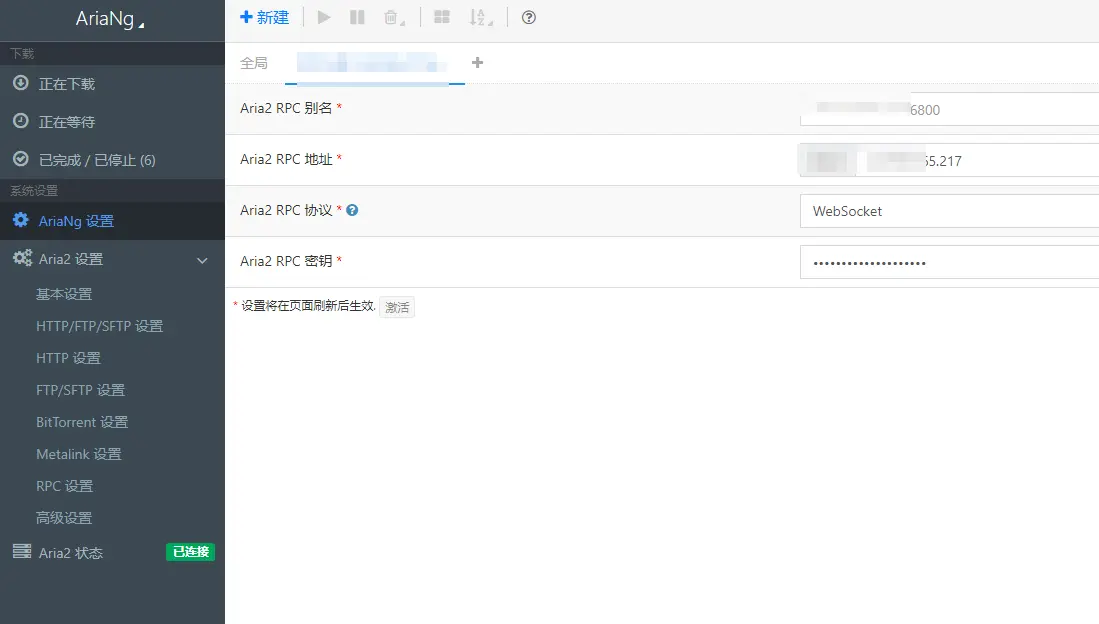 AriaNg
新建
下载
正在下载
正在等待
已完成 / 已停止 (6)
系统设置
AriaNg 设置
Aria2 设置
基本设置
HTTP/FTP/SFTP 设置
HTTP 设置
FTP/SFTP 设置
BitTorrent 设置
Metalink 设置
RPC 设置
高级设置
Aria2 状态 已连接
全局
Aria2 RPC 别名 * 6800
Aria2 RPC 地址 * 5.217
Aria2 RPC 协议 * WebSocket
Aria2 RPC 密钥 * ••••••••••••••••••••
* 设置将在页面刷新后生效. 激活